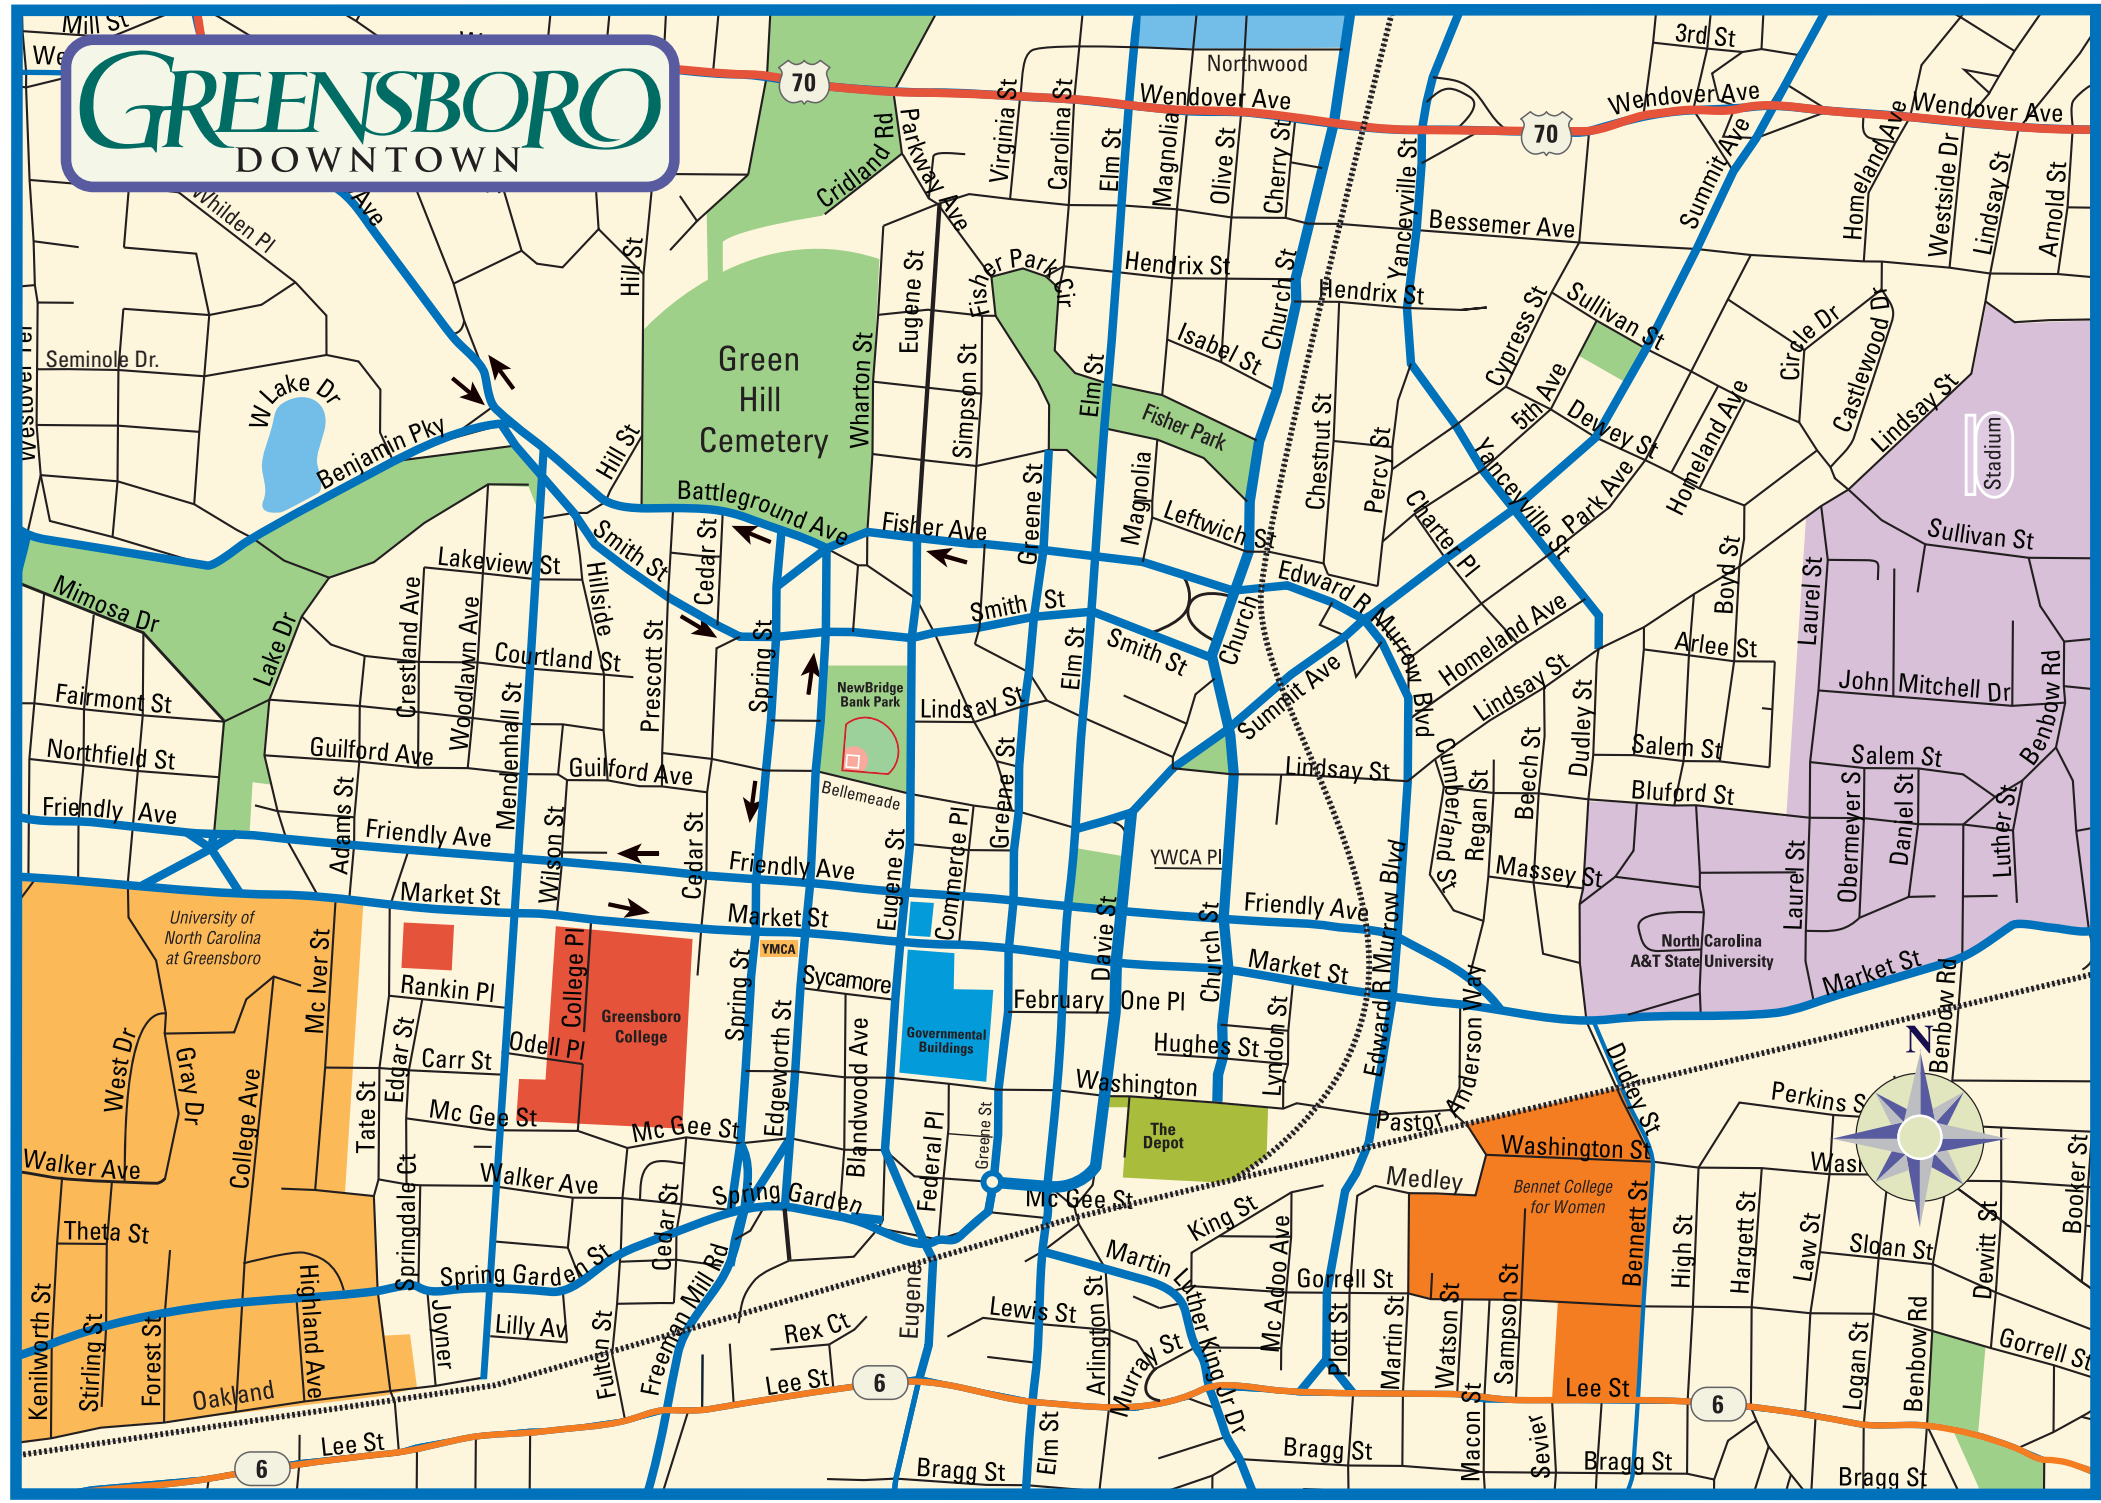 Mill St
We
GREENSBORO
DOWNTOWN
70
Northwood
3rd St
Wendover Ave
Wendover Ave
Wendover Ave
70
Cridland Rd
Parkway Ave
Virginia St
Carolina St
Elm St
Magnolia
Olive St
Cherry St
Yanceyville St
Summit Ave
Homeland Ave
Westside Dr
Lindsay St
Arnold St
Whilden Pl
Ave
Hill St
Bessemer Ave
Eugene St
Fisher Park Cir
Hendrix St
Hendrix St
Church St
Isabel St
Cypress St
Sullivan St
Circle Dr
Castlewood Dr
Seminole Dr.
W Lake Dr
Green
Hill
Cemetery
Wharton St
Simpson St
Elm St
Fisher Park
Chestnut St
Percy St
5th Ave
Dewey St
Homeland Ave
Lindsay St
Stadium
Benjamin Pky
Hill St
Battleground Ave
Fisher Ave
Greene St
Magnolia
Leftwich St
Charter Pl
Yanceyville St
Park Ave
Boyd St
Sullivan St
Laurel St
Mimosa Dr
Lake Dr
Lakeview St
Hillside
Smith St
Cedar St
Smith St
Smith St
Church
Edward R Murrow Blvd
Homeland Ave
Arlee St
Crestland Ave
Woodlawn Ave
Courtland St
Prescott St
Spring St
Elm St
Summit Ave
Lindsay St
Dudley St
John Mitchell Dr
Benbow Rd
Fairmont St
Mendenhall St
NewBridge
Bank Park
Lindsay St
Northfield St
Guilford Ave
Guilford Ave
Greene St
Lindsay St
Cumberland St
Regan St
Beech St
Salem St
Salem St
Friendly Ave
Adams St
Friendly Ave
Wilson St
Cedar St
Friendly Ave
Bellemeade
Eugene St
Commerce Pl
YWCA Pl
Bluford St
Massey St
Laurel St
Obermeyer S
Daniel St
Luther St
Market St
Market St
Davie St
Church St
Friendly Ave
Edward R Murrow Blvd
University of
North Carolina
at Greensboro
Mc Iver St
College Pl
YMCA
Spring St
Sycamore
Market St
North Carolina
A&T State University
Market St
Rankin Pl
Greensboro
College
Edgeworth St
Blandwood Ave
Governmental
Buildings
February One Pl
Lyndon St
Pastor Anderson Way
Benbow Rd
West Dr
Gray Dr
Edgar St
Carr St
Odell Pl
Hughes St
Dudley St
N
College Ave
Tate St
Mc Gee St
Mc Gee St
Washington
Perkins S
Walker Ave
Springdale Ct
Walker Ave
Cedar St
Spring Garden
Federal Pl
Greene St
Mc Gee St
The
Depot
King St
Medley
Washington St
Bennet College
for Women
Bennett St
Wash
Booker St
Theta St
High St
Hargett St
Law St
Sloan St
Dewitt St
Spring Garden St
Freeman Mill Rd
Eugene
Martin Luther King Jr Dr
Mc Adoo Ave
Gorrell St
Kenilworth St
Stirling St
Forest St
Highland Ave
Joyner
Lilly Av
Fulton St
Rex Ct
Lewis St
Arlington St
Murray St
Plott St
Martin St
Watson St
Sampson St
Logan St
Benbow Rd
Gorrell St
Oakland
Lee St
6
Lee St
6
Lee St
6
Elm St
Bragg St
Bragg St
Macon St
Sevier
Bragg St
Bragg St